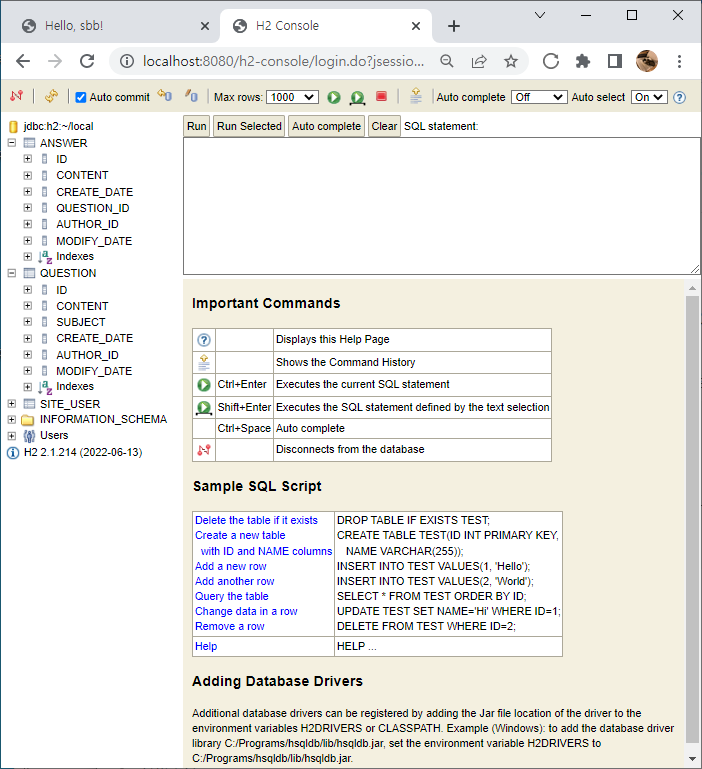 Hello, sbb!
H2 Console
localhost:8080/h2-console/login.do?jsessio...
Auto commit
Max rows: 1000
Auto complete Off
Auto select On
jdbc:h2:~/local
ANSWER
ID
CONTENT
CREATE_DATE
QUESTION_ID
AUTHOR_ID
MODIFY_DATE
Indexes
QUESTION
ID
CONTENT
SUBJECT
CREATE_DATE
AUTHOR_ID
MODIFY_DATE
Indexes
SITE_USER
INFORMATION_SCHEMA
Users
H2 2.1.214 (2022-06-13)
Run Run Selected Auto complete Clear SQL statement:
Important Commands
Displays this Help Page
Shows the Command History
Ctrl+Enter Executes the current SQL statement
Shift+Enter Executes the SQL statement defined by the text selection
Ctrl+Space Auto complete
Disconnects from the database
Sample SQL Script
Delete the table if it exists DROP TABLE IF EXISTS TEST;
Create a new table CREATE TABLE TEST(ID INT PRIMARY KEY,
with ID and NAME columns NAME VARCHAR(255));
Add a new row INSERT INTO TEST VALUES(1, 'Hello');
Add another row INSERT INTO TEST VALUES(2, 'World');
Query the table SELECT * FROM TEST ORDER BY ID;
Change data in a row UPDATE TEST SET NAME='Hi' WHERE ID=1;
Remove a row DELETE FROM TEST WHERE ID=2;
Help HELP ...
Adding Database Drivers
Additional database drivers can be registered by adding the Jar file location of the driver to the
environment variables H2DRIVERS or CLASSPATH. Example (Windows): to add the database driver
library C:/Programs/hsqldb/lib/hsqldb.jar, set the environment variable H2DRIVERS to
C:/Programs/hsqldb/lib/hsqldb.jar.